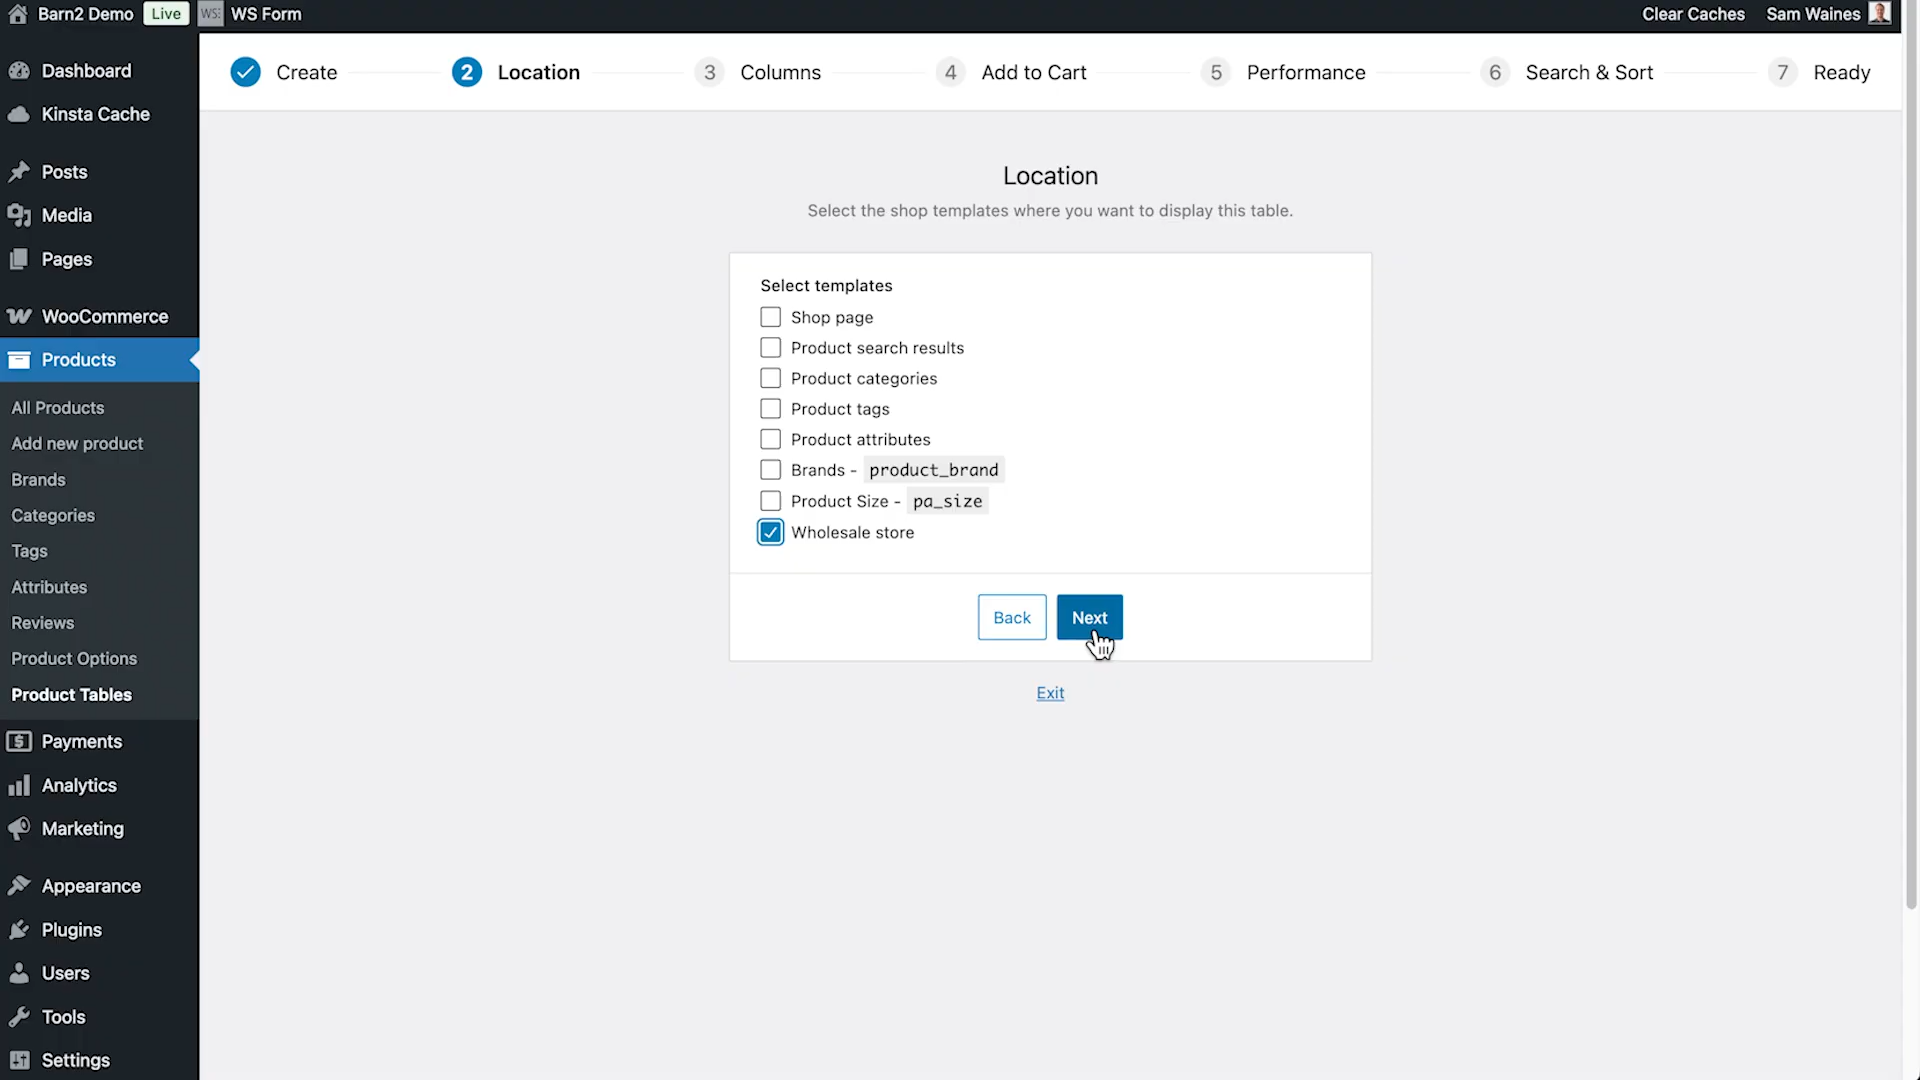 Barn2 Demo Live WS: WS Form Clear Caches Sam Waines
Dashboard
Kinsta Cache
Posts
Media
Pages
WooCommerce
Products
All Products
Add new product
Brands
Categories
Tags
Attributes
Reviews
Product Options
Product Tables
Payments
Analytics
Marketing
Appearance
Plugins
Users
Tools
Settings
Create 2 Location 3 Columns 4 Add to Cart 5 Performance 6 Search & Sort 7 Ready
Location
Select the shop templates where you want to display this table.
Select templates
Shop page
Product search results
Product categories
Product tags
Product attributes
Brands - product_brand
Product Size - pa_size
Wholesale store
Back Next
Exit